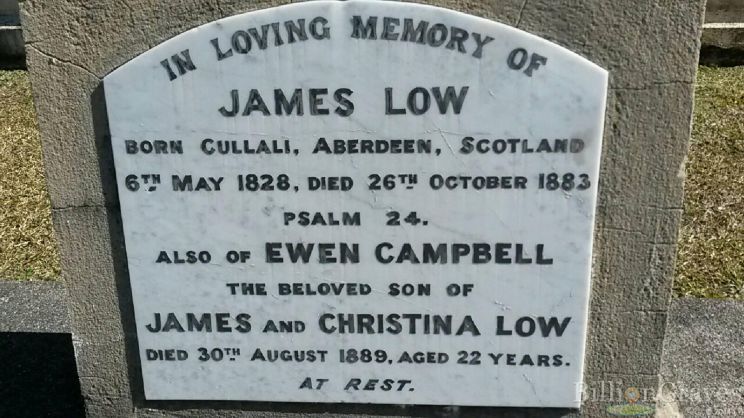 IN LOVING MEMORY OF
JAMES LOW
BORN CULLALI, ABERDEEN, SCOTLAND
6TH MAY 1828, DIED 26TH OCTOBER 1883
PSALM 24.
ALSO OF EWEN CAMPBELL
THE BELOVED SON OF
JAMES AND CHRISTINA LOW
DIED 30TH AUGUST 1889, AGED 22 YEARS.
AT REST.
BillionGraves